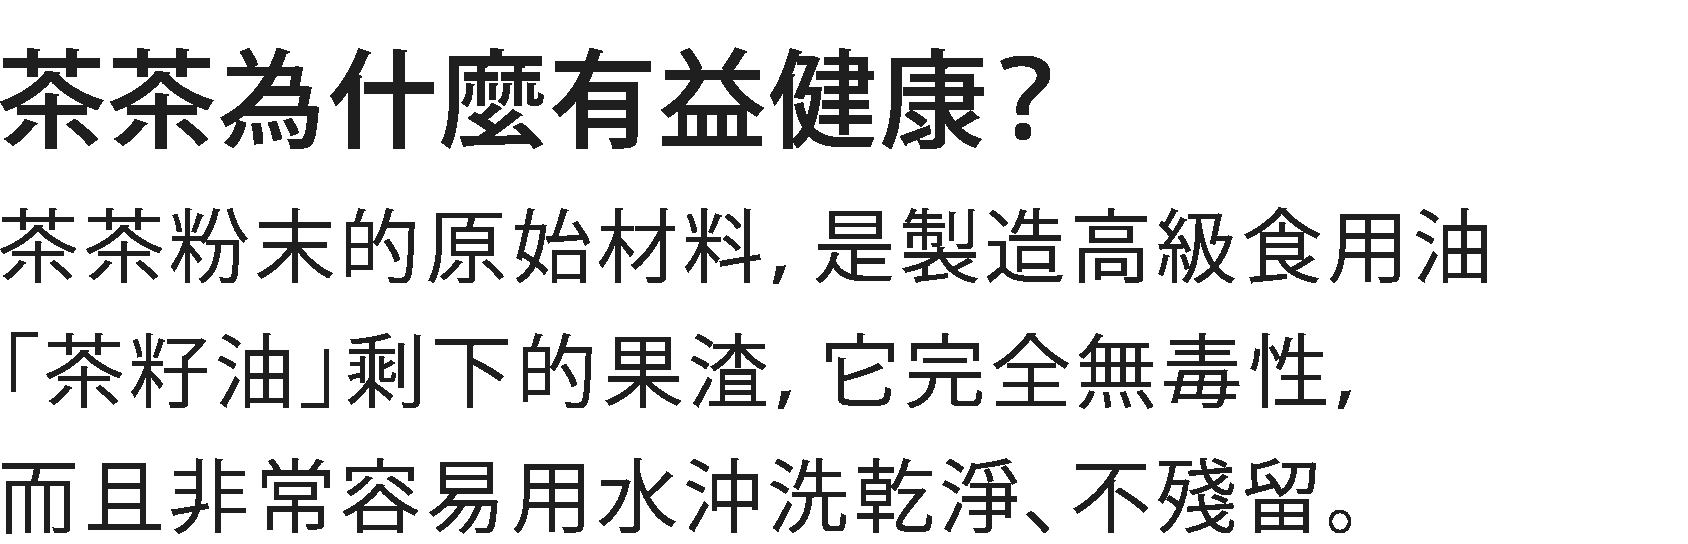 茶茶為什麼有益健康？
茶茶粉末的原始材料，是製造高級食用油
「茶籽油」剩下的果渣，它完全無毒性，
而且非常容易用水沖洗乾淨、不殘留。